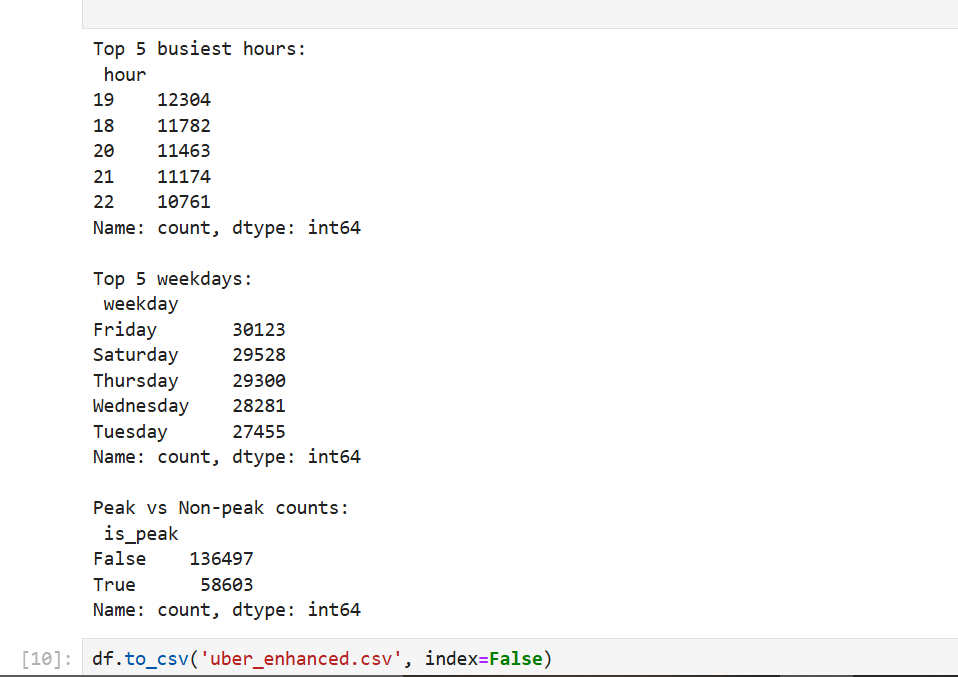 Top 5 busiest hours:
 hour
19    12304
18    11782
20    11463
21    11174
22    10761
Name: count, dtype: int64

Top 5 weekdays:
 weekday
Friday       30123
Saturday     29528
Thursday     29300
Wednesday    28281
Tuesday      27455
Name: count, dtype: int64

Peak vs Non-peak counts:
 is_peak
False    136497
True      58603
Name: count, dtype: int64
[10]: df.to_csv('uber_enhanced.csv', index=False)